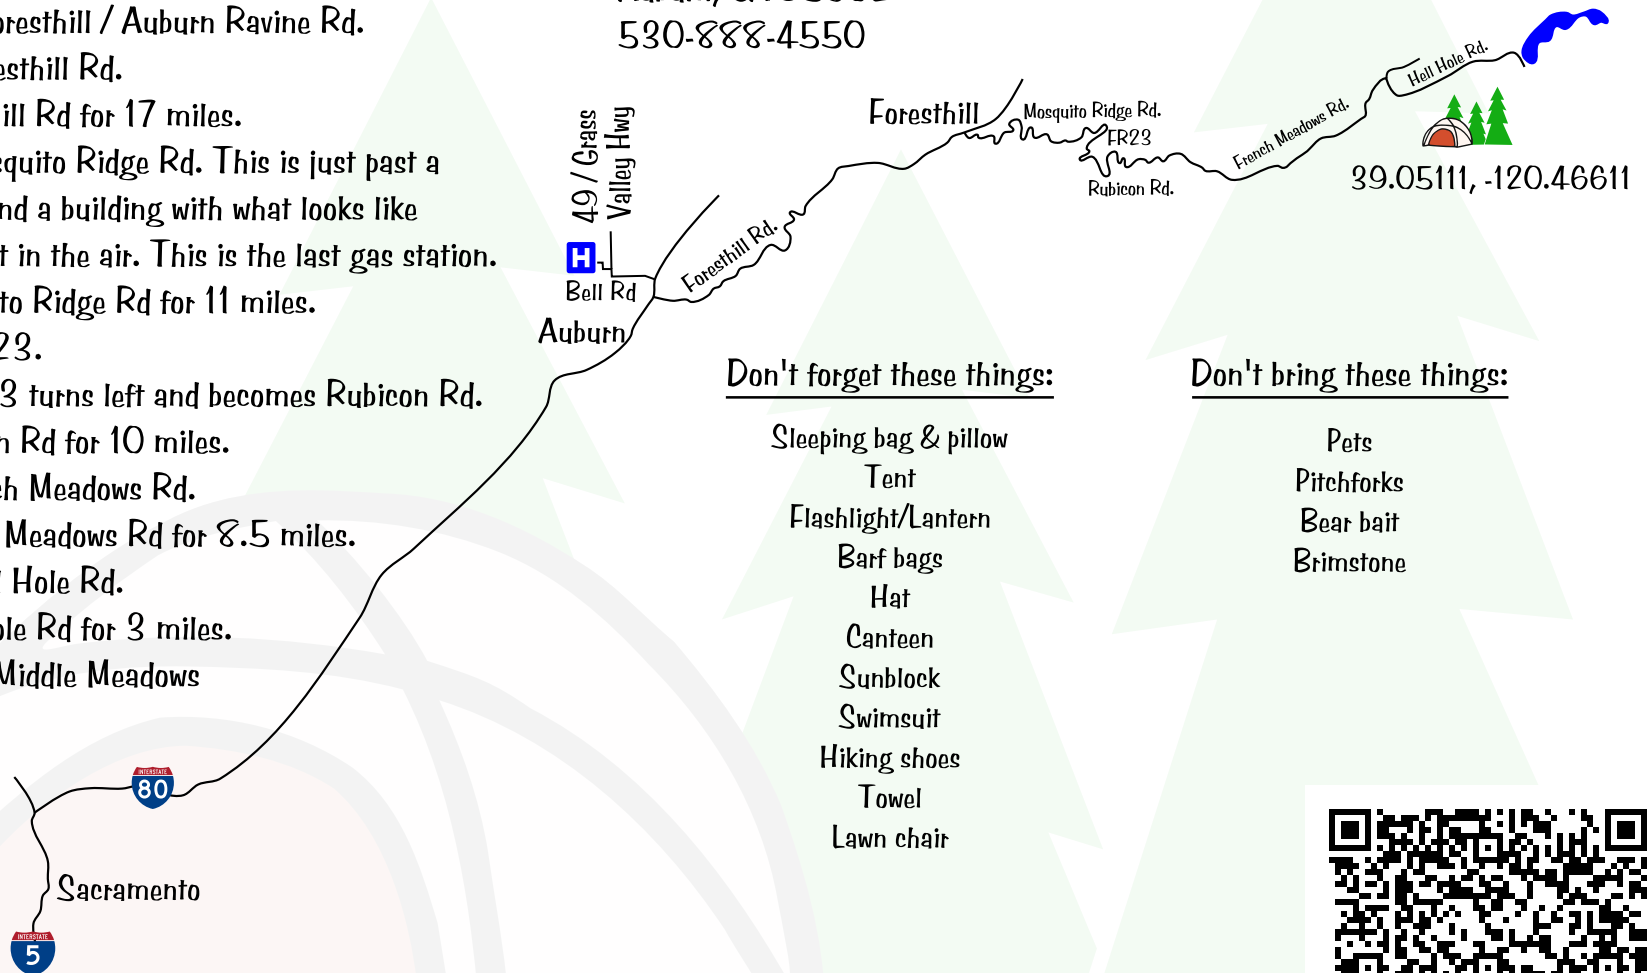 oresthill / Auburn Ravine Rd.
esthill Rd.
ill Rd for 17 miles.
squito Ridge Rd. This is just past a
nd a building with what looks like
t in the air. This is the last gas station.
to Ridge Rd for 11 miles.
23.
3 turns left and becomes Rubicon Rd.
n Rd for 10 miles.
ch Meadows Rd.
Meadows Rd for 8.5 miles.
l Hole Rd.
ole Rd for 3 miles.
Middle Meadows
530-888-4550
49 / Grass
Valley Hwy
H
Bell Rd
Auburn
Foresthill Rd.
Foresthill
Mosquito Ridge Rd.
FR23
Rubicon Rd.
French Meadows Rd.
Hell Hole Rd.
39.05111, -120.46611
INTERSTATE
80
Sacramento
INTERSTATE
5
Don't forget these things:
Sleeping bag & pillow
Tent
Flashlight/Lantern
Barf bags
Hat
Canteen
Sunblock
Swimsuit
Hiking shoes
Towel
Lawn chair
Don't bring these things:
Pets
Pitchforks
Bear bait
Brimstone